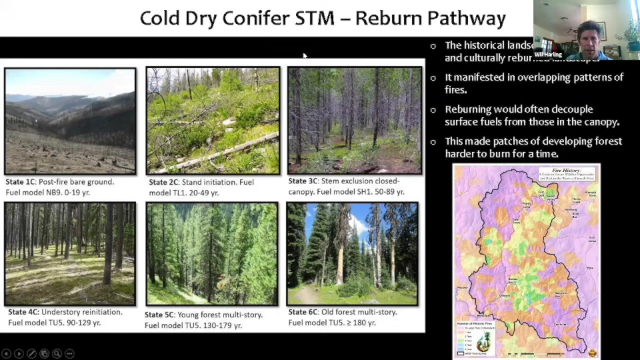 Cold Dry Conifer STM – Reburn Pathway
Will Harling
o The historical
and culturally
o It manifested in overlapping patterns of
fires.
o Reburning would often decouple
surface fuels from those in the canopy.
o This made patches of developing forest
harder to burn for a time.
State 1C: Post-fire bare ground.
Fuel model NB9. 0-19 yr.
State 2C: Stand initiation. Fuel
model TL1. 20-49 yr.
State 3C: Stem exclusion closed-
canopy. Fuel model SH1. 50-89 yr.
State 4C: Understory reinitiation.
Fuel model TU5. 90-129 yr.
State 5C: Young forest multi-story.
Fuel model TU5. 130-179 yr.
State 6C: Old forest multi-story.
Fuel model TU5. ≥ 180 yr.
Fire History